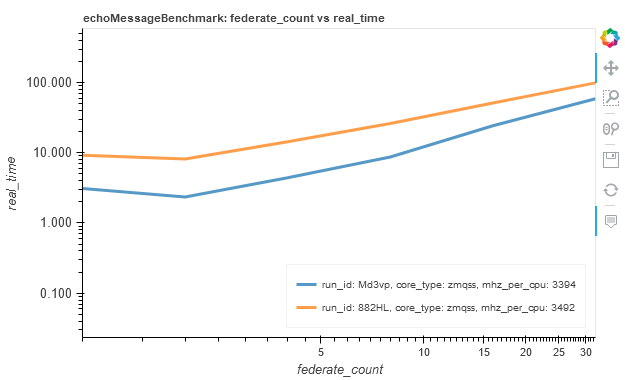 echoMessageBenchmark: federate_count vs real_time
100.000
10.000
1.000
0.100
real_time
run_id: Md3vp, core_type: zmqss, mhz_per_cpu: 3394
run_id: 882HL, core_type: zmqss, mhz_per_cpu: 3492
5 10 15 20 25 30
federate_count